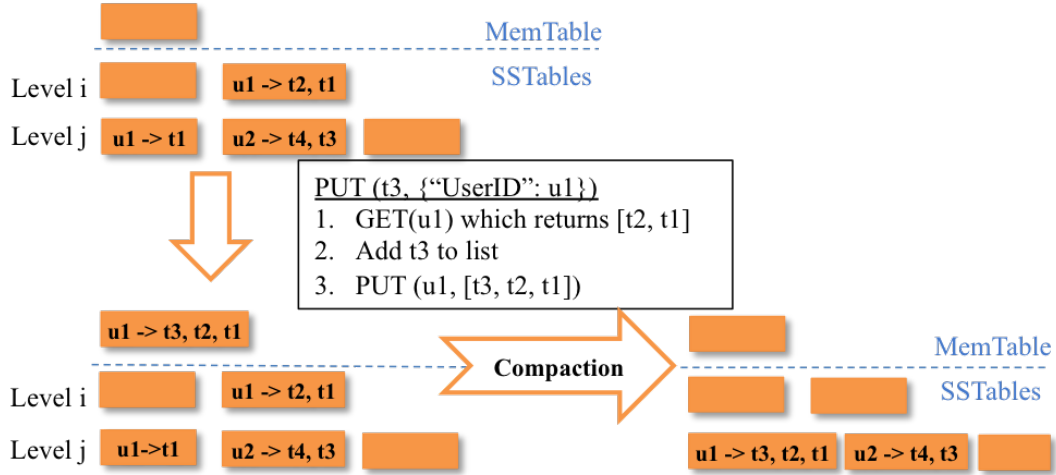 MemTable
SSTables
Level i
u1 -> t2, t1
Level j
u1 -> t1
u2 -> t4, t3
PUT (t3, {“UserID”: u1})
1. GET(u1) which returns [t2, t1]
2. Add t3 to list
3. PUT (u1, [t3, t2, t1])
u1 -> t3, t2, t1
Level i
u1 -> t2, t1
Level j
u1->t1
u2 -> t4, t3
Compaction
MemTable
SSTables
u1 -> t3, t2, t1
u2 -> t4, t3